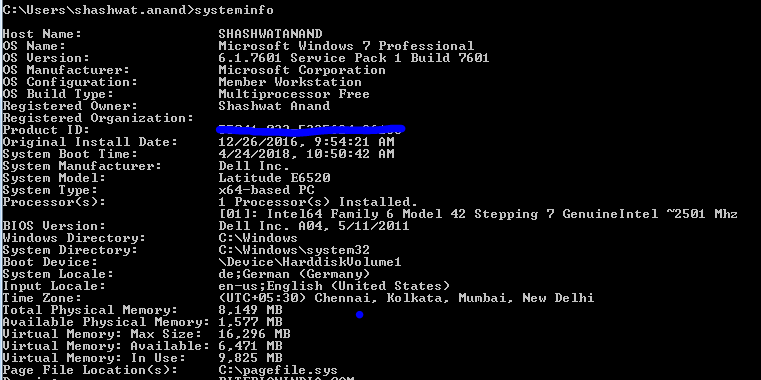 C:\Users\shashwat.anand>systeminfo
Host Name: SHASHWATANAND
OS Name: Microsoft Windows 7 Professional
OS Version: 6.1.7601 Service Pack 1 Build 7601
OS Manufacturer: Microsoft Corporation
OS Configuration: Member Workstation
OS Build Type: Multiprocessor Free
Registered Owner: Shashwat Anand
Registered Organization:
Product ID:
Original Install Date: 12/26/2016, 9:54:21 AM
System Boot Time: 4/24/2018, 10:50:42 AM
System Manufacturer: Dell Inc.
System Model: Latitude E6520
System Type: x64-based PC
Processor(s): 1 Processor(s) Installed.
[01]: Intel64 Family 6 Model 42 Stepping 7 GenuineIntel ~2501 Mhz
BIOS Version: Dell Inc. A04, 5/11/2011
Windows Directory: C:\Windows
System Directory: C:\Windows\system32
Boot Device: \Device\HarddiskVolume1
System Locale: de;German (Germany)
Input Locale: en-us;English (United States)
Time Zone: (UTC+05:30) Chennai, Kolkata, Mumbai, New Delhi
Total Physical Memory: 8,149 MB
Available Physical Memory: 1,577 MB
Virtual Memory: Max Size: 16,296 MB
Virtual Memory: Available: 6,471 MB
Virtual Memory: In Use: 9,825 MB
Page File Location(s): C:\pagefile.sys